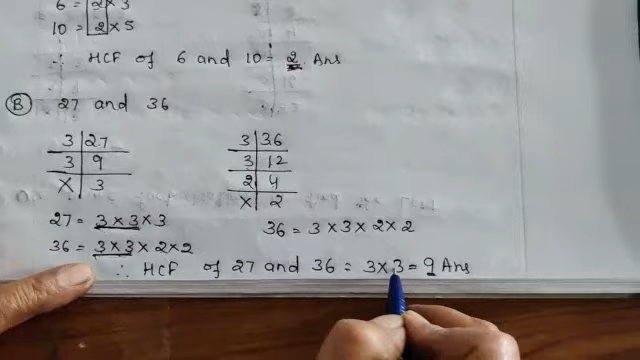 6 = 2 × 3
10 = 2 × 5
∴ HCF of 6 and 10 = 2 Ans
(B) 27 and 36
3 | 27
3 | 9
× | 3
3 | 36
3 | 12
2 | 4
× | 2
27 = 3 × 3 × 3
36 = 3 × 3 × 2 × 2
36 = 3 × 3 × 2 × 2
∴ HCF of 27 and 36 = 3 × 3 = 9 Ans